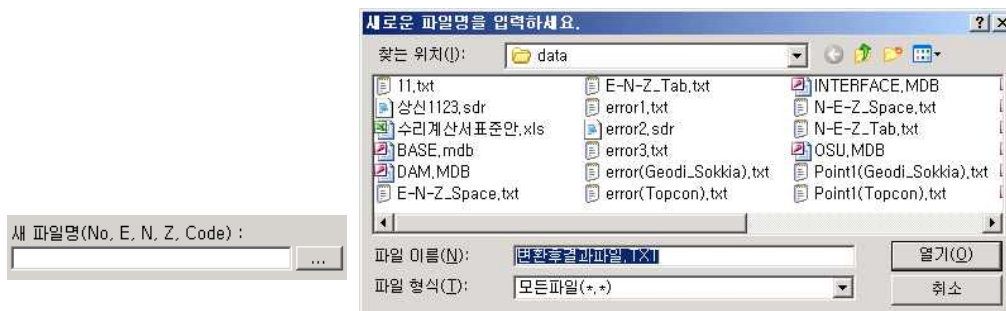 새 파일명(No, E, N, Z, Code) :
...
새로운 파일명을 입력하세요.
찾는 위치(I):
data
11.txt
상신1123.sdr
수리계산서표준안.xls
BASE.mdb
DAM.MDB
E-N-Z_Space.txt
E-N-Z_Tab.txt
error1.txt
error2.sdr
error3.txt
error(Geodi_Sokkia).txt
error(Topcon).txt
INTERFACE.MDB
N-E-Z_Space.txt
N-E-Z_Tab.txt
OSU.MDB
Point1(Geodi_Sokkia).txt
Point1(Topcon).txt
파일 이름(N):
변환후결과파일.TXT
열기(O)
파일 형식(T):
모든파일(*.*)
취소